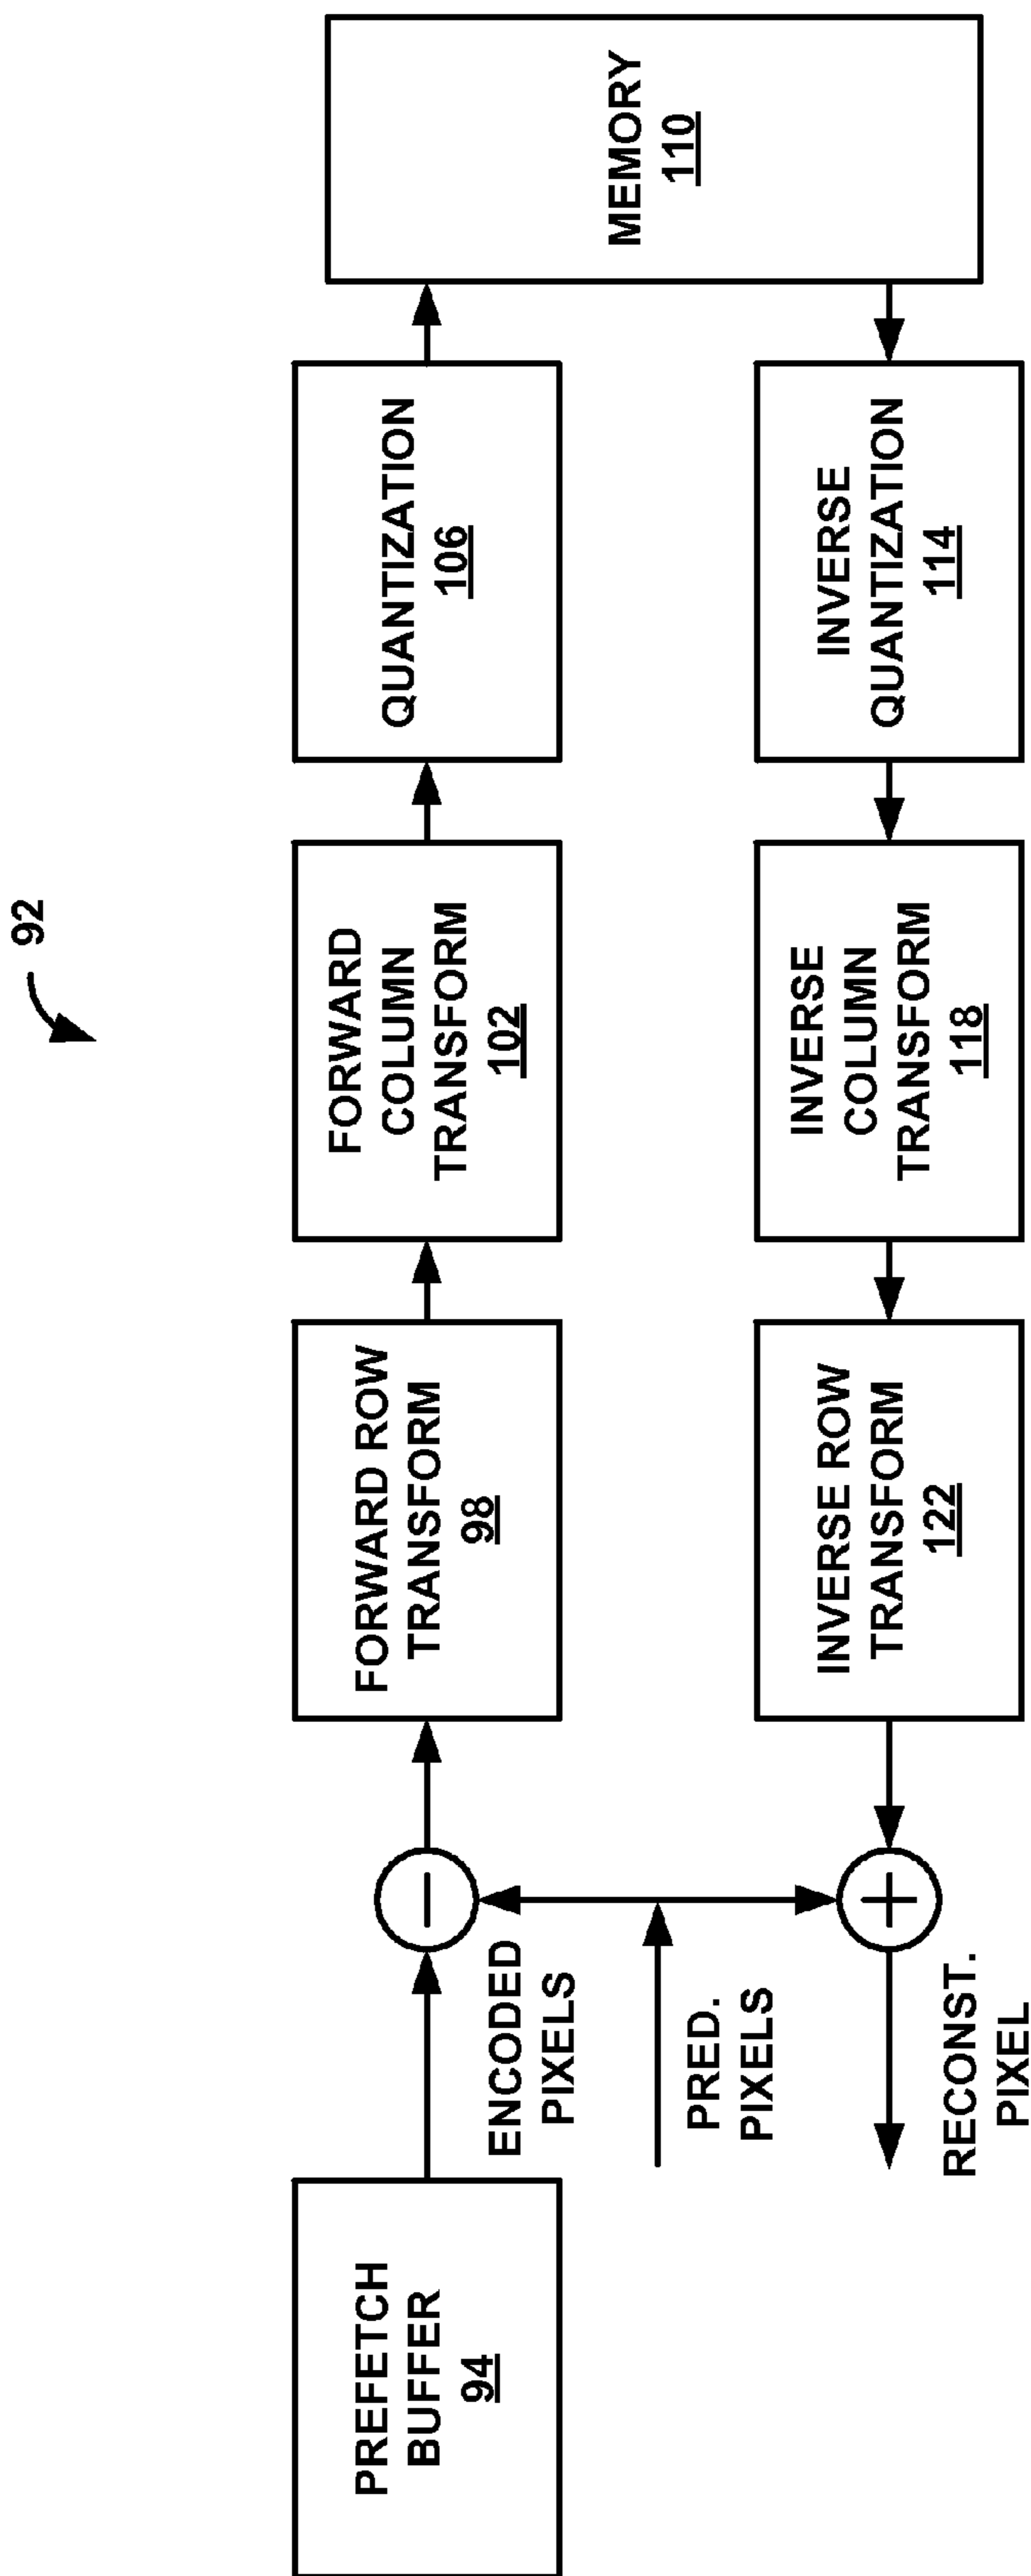 92
PREFETCH
BUFFER
94
ENCODED
PIXELS
FORWARD ROW
TRANSFORM
98
FORWARD
COLUMN
TRANSFORM
102
QUANTIZATION
106
MEMORY
110
PRED.
PIXELS
RECONST.
PIXEL
INVERSE ROW
TRANSFORM
122
INVERSE
COLUMN
TRANSFORM
118
INVERSE
QUANTIZATION
114